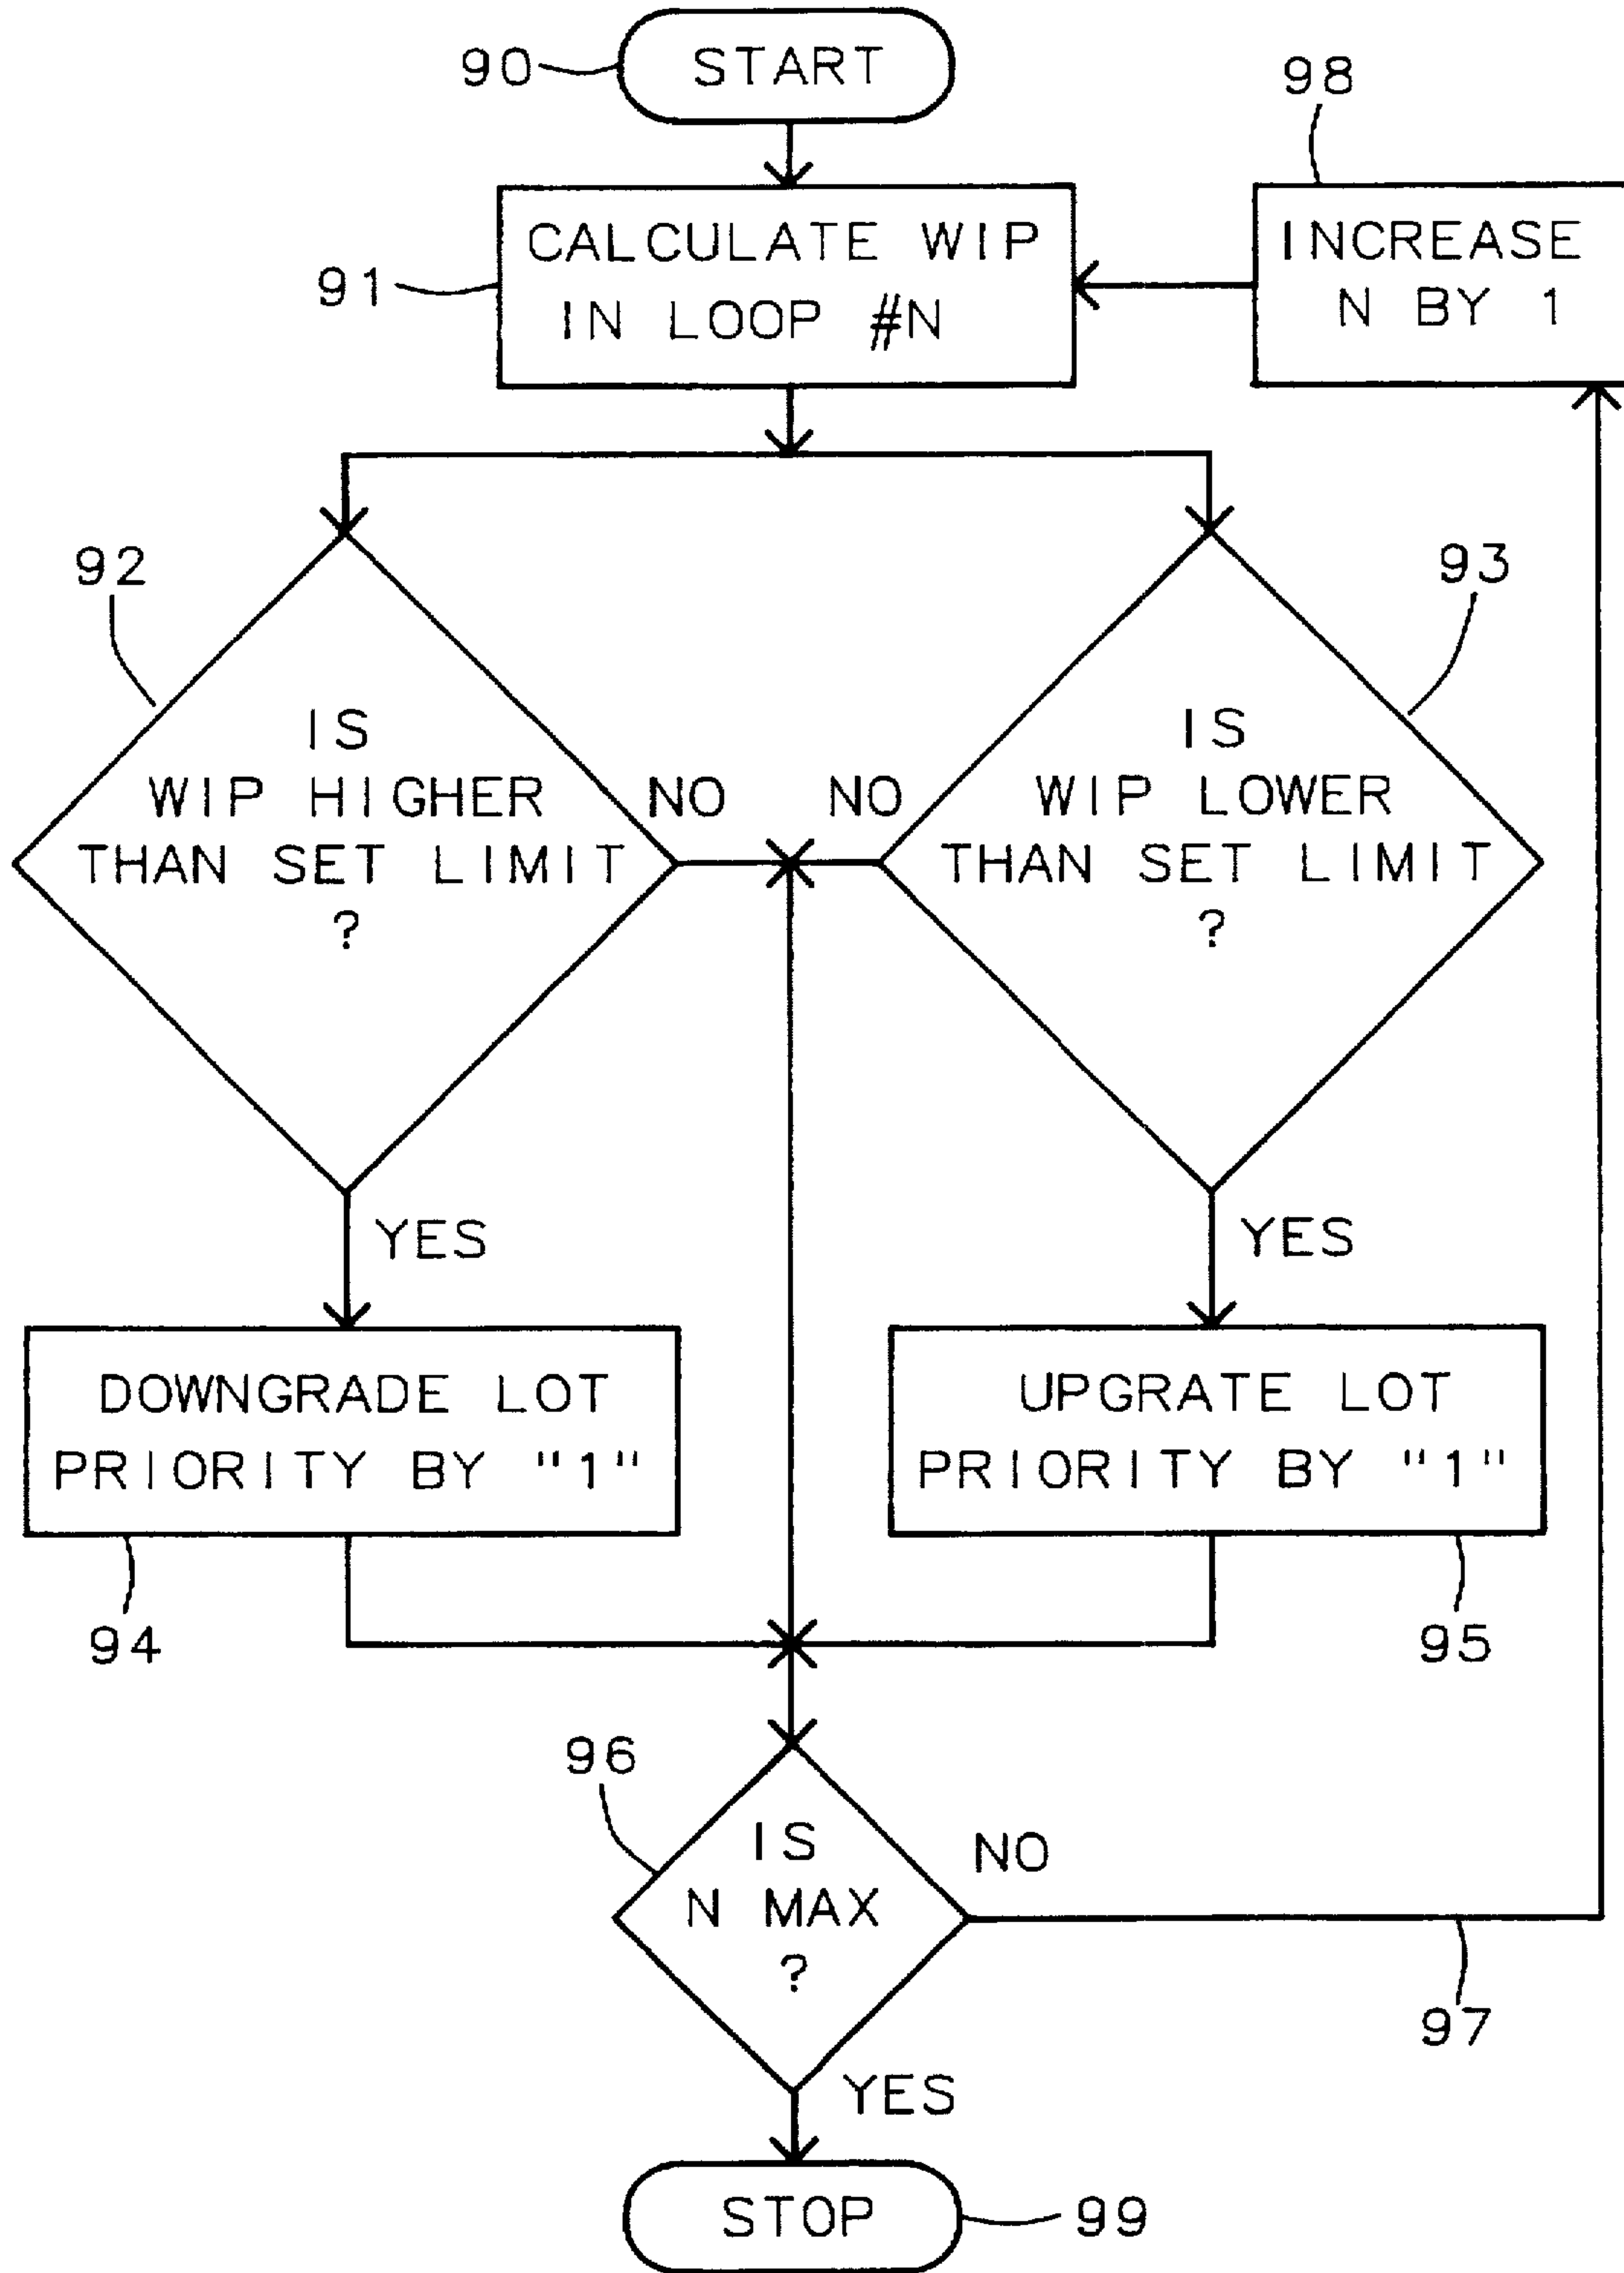 90
START
98
91
CALCULATE WIP
IN LOOP #N
INCREASE
N BY 1
92
93
IS
WIP HIGHER
THAN SET LIMIT
?
NO
NO
IS
WIP LOWER
THAN SET LIMIT
?
YES
YES
DOWNGRADE LOT
PRIORITY BY "1"
UPGRATE LOT
PRIORITY BY "1"
94
95
96
IS
N MAX
?
NO
97
YES
STOP
99